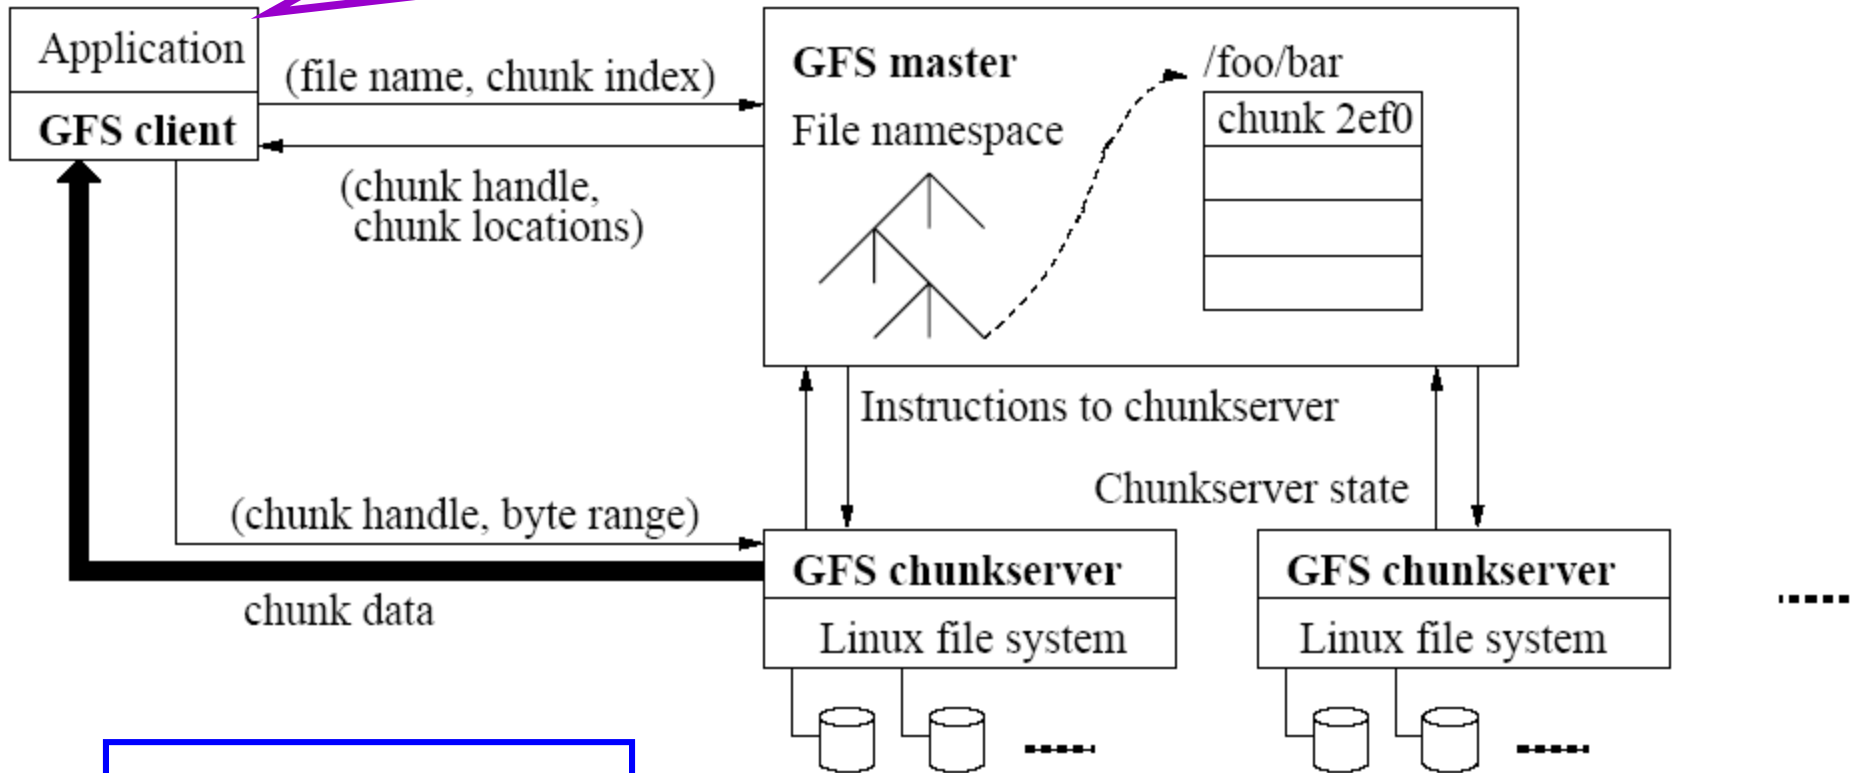 Application
GFS client
(file name, chunk index)
(chunk handle,
chunk locations)
GFS master
File namespace
/foo/bar
chunk 2ef0
Instructions to chunkserver
Chunkserver state
(chunk handle, byte range)
chunk data
GFS chunkserver
Linux file system
GFS chunkserver
Linux file system